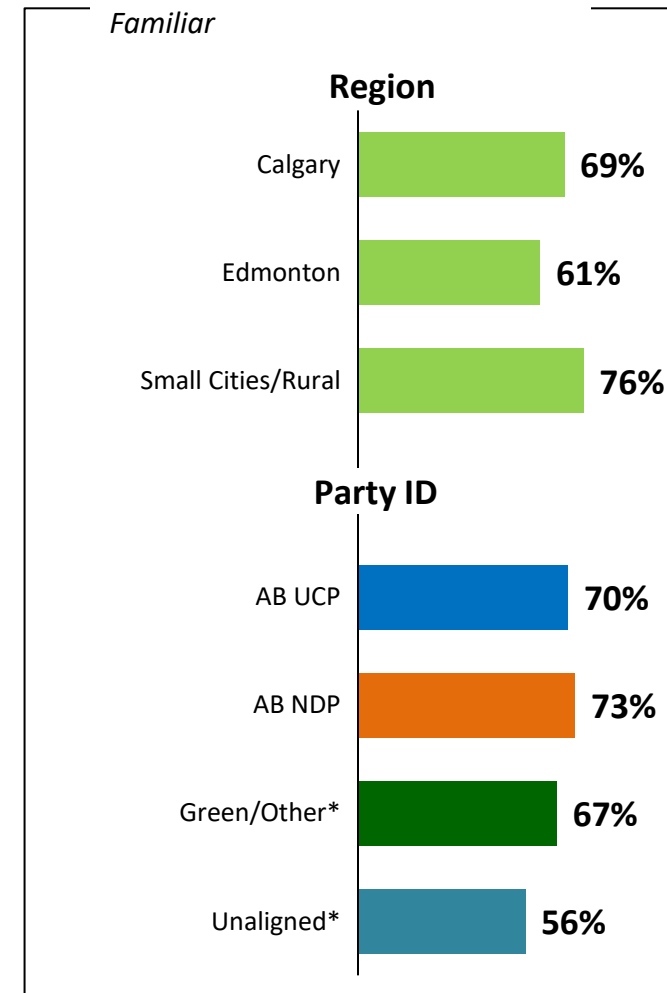 Familiar
Region
Calgary 69%
Edmonton 61%
Small Cities/Rural 76%
Party ID
AB UCP 70%
AB NDP 73%
Green/Other* 67%
Unaligned* 56%